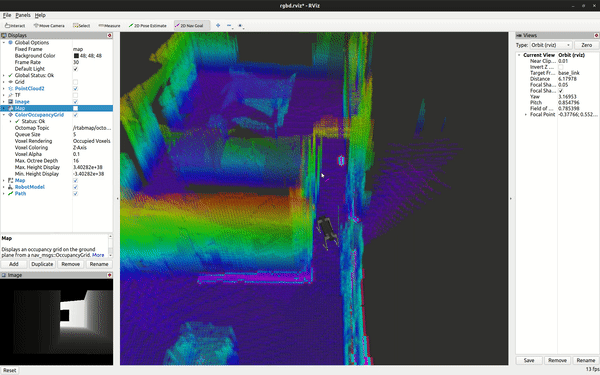 rgbd.rviz* - RViz
File Panels Help
Interact Move Camera Select Measure 2D Pose Estimate 2D Nav Goal
Displays
Global Options
Fixed Frame map
Background Color 48; 48; 48
Frame Rate 30
Default Light
Global Status: Ok
Grid
PointCloud2
TF
Image
Map
ColorOccupancyGrid
Status: Ok
Octomap Topic /rtabmap/octo...
Queue Size 5
Voxel Rendering Occupied Voxels
Voxel Coloring Z-Axis
Voxel Alpha 0.1
Max. Octree Depth 16
Max. Height Display 3.40282e+38
Min. Height Display -3.40282e+38
Map
RobotModel
Path
Map
Displays an occupancy grid on the ground
plane from a nav_msgs::OccupancyGrid. More
Add Duplicate Remove Rename
Image
Reset
Views
Type: Orbit (rviz) Zero
Current View Orbit (rviz)
Near Clip... 0.01
Invert Z ...
Target Fr... base_link
Distance 6.17978
Focal Sha... 0.05
Focal Sha...
Yaw 3.16953
Pitch 0.854796
Field of ... 0.785398
Focal Point -0.37766; 0.552...
Save Remove Rename
13 fps